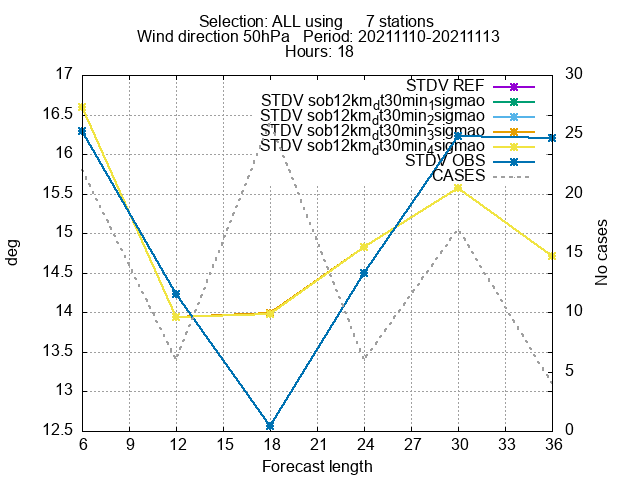 Selection: ALL using 7 stations
Wind direction 50hPa Period: 20211110-20211113
Hours: 18
STDV REF
STDV sob12km_dt30min_1sigmao
STDV sob12km_dt30min_2sigmao
STDV sob12km_dt30min_3sigmao
STDV sob12km_dt30min_4sigmao
STDV OBS
CASES
17
16.5
16
15.5
15
14.5
14
13.5
13
12.5
deg
30
25
20
15
10
5
0
No cases
6 9 12 15 18 21 24 27 30 33 36
Forecast length